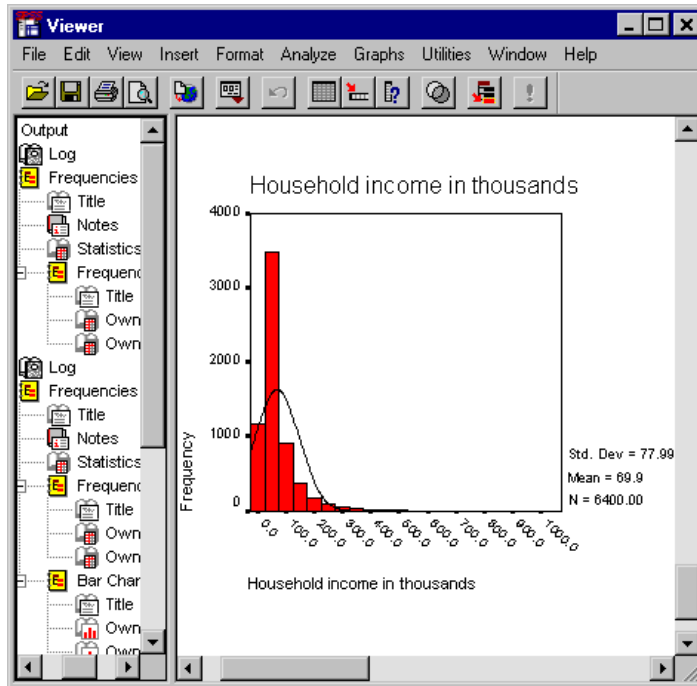 Viewer
File Edit View Insert Format Analyze Graphs Utilities Window Help
Output
Log
Frequencies
Title
Notes
Statistics
Frequenc
Title
Own
Own
Log
Frequencies
Title
Notes
Statistics
Frequenc
Title
Own
Own
Bar Char
Title
Own
Own
Household income in thousands
4000
3000
2000
1000
0
Frequency
0.0
100.0
200.0
300.0
400.0
500.0
600.0
700.0
800.0
900.0
1000.0
Household income in thousands
Std. Dev = 77.99
Mean = 69.9
N = 6400.00